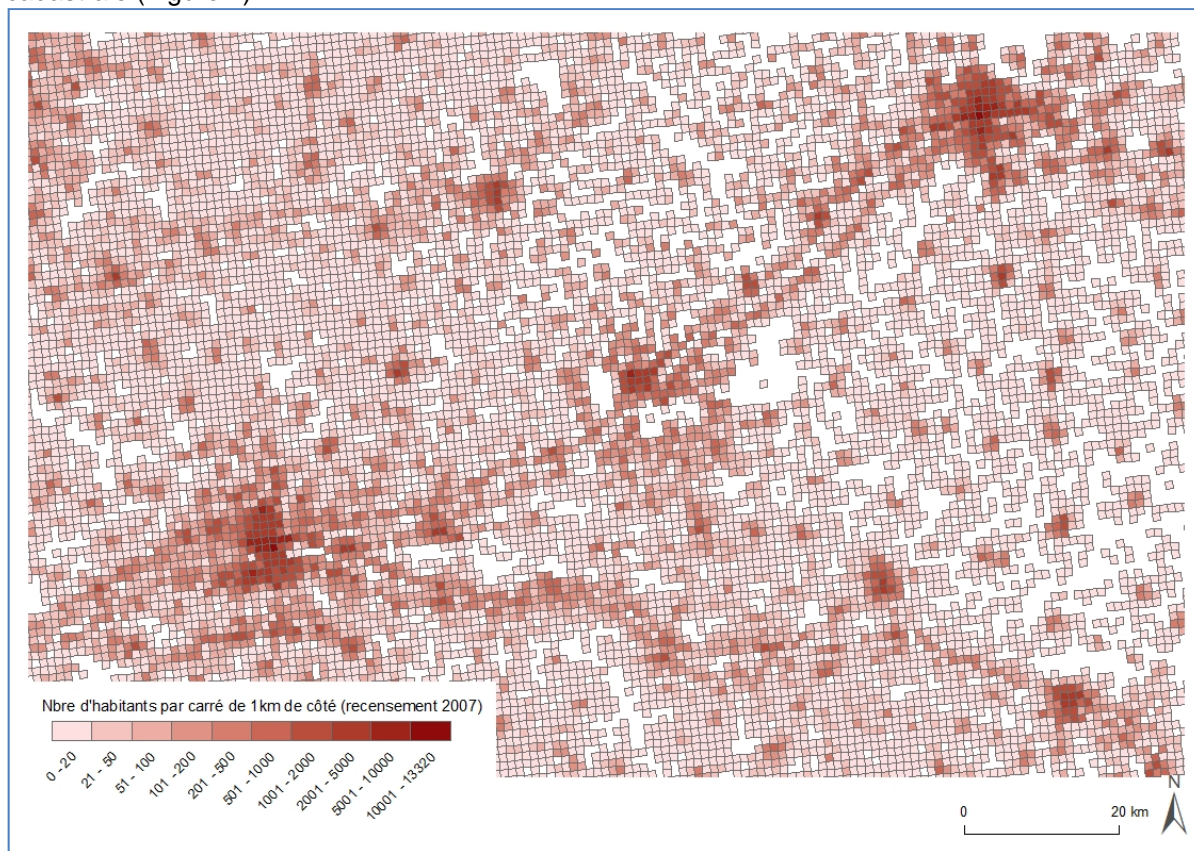 Nbre d'habitants par carré de 1km de côté (recensement 2007)
0 - 20
21 - 50
51 - 100
101 - 200
201 - 500
501 - 1000
1001 - 2000
2001 - 5000
5001 - 10000
10001 - 13320
N
0 20 km